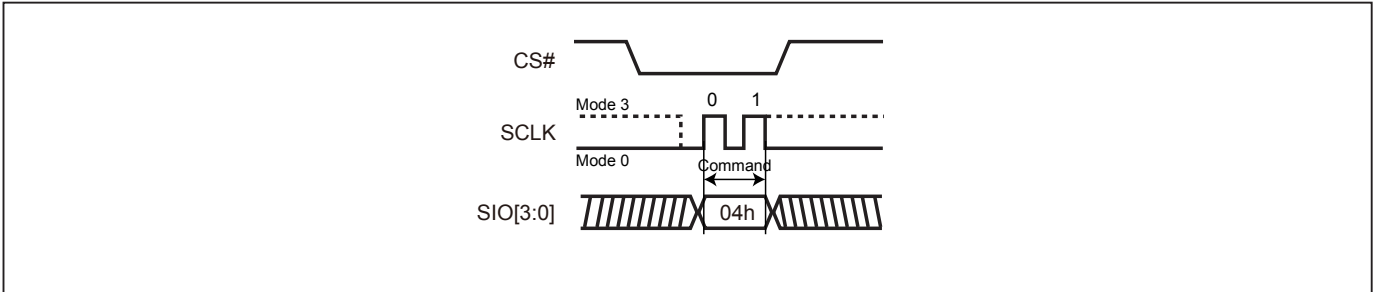 CS#
Mode 3 0 1
SCLK
Mode 0 Command
SIO[3:0] 04h